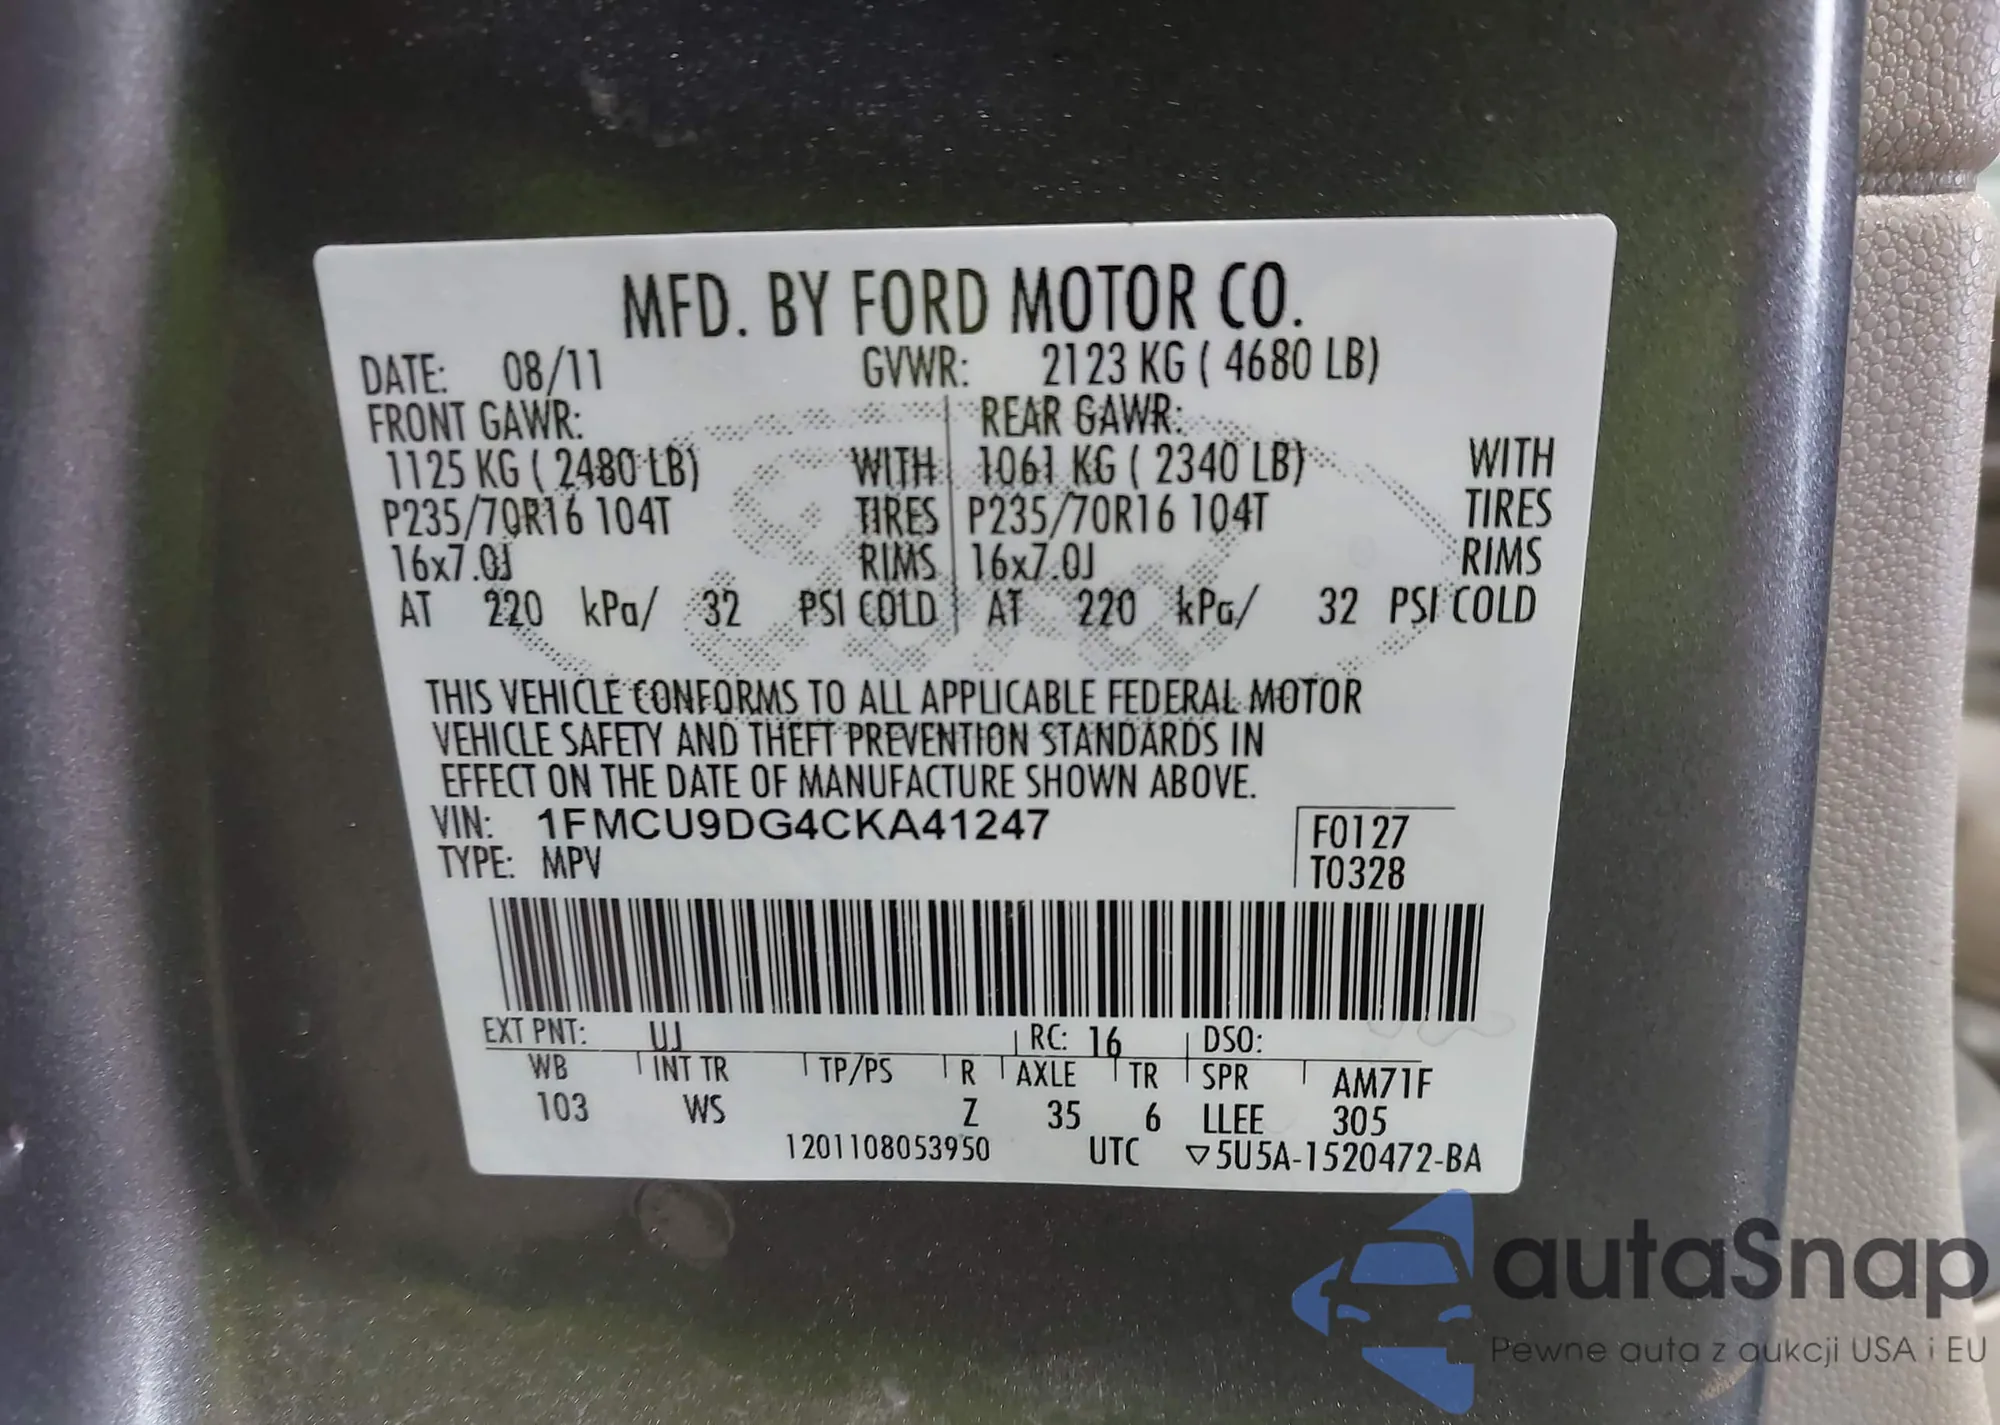 MFD. BY FORD MOTOR CO.
DATE: 08/11 GVWR: 2123 KG ( 4680 LB)
FRONT GAWR: REAR GAWR:
1125 KG ( 2480 LB) WITH 1061 KG ( 2340 LB) WITH
P235/70R16 104T TIRES P235/70R16 104T TIRES
16x7.0J RIMS 16x7.0J RIMS
AT 220 kPa/ 32 PSI COLD AT 220 kPa/ 32 PSI COLD
THIS VEHICLE CONFORMS TO ALL APPLICABLE FEDERAL MOTOR
VEHICLE SAFETY AND THEFT PREVENTION STANDARDS IN
EFFECT ON THE DATE OF MANUFACTURE SHOWN ABOVE.
VIN: 1FMCU9DG4CKA41247 F0127
TYPE: MPV T0328
EXT PNT: UJ RC: 16 DSO:
WB INT TR TP/PS R AXLE TR SPR AM71F
103 WS Z 35 6 LLEE 305
1201108053950 UTC ▽5U5A-1520472-BA
autaSnap
Pewne auta z aukcji USA i EU